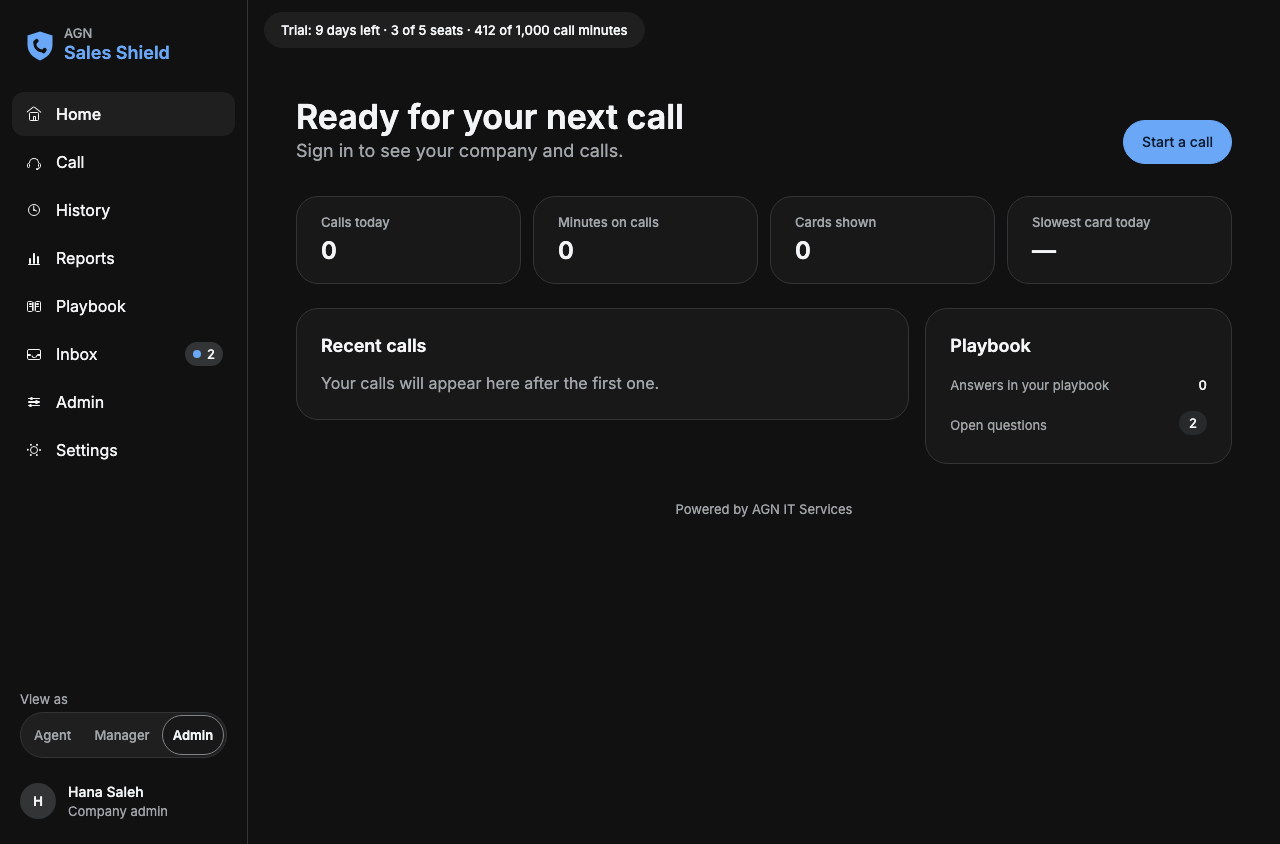 AGN
Sales Shield
Home
Call
History
Reports
Playbook
Inbox
2
Admin
Settings
View as
Agent
Manager
Admin
H
Hana Saleh
Company admin
Trial: 9 days left · 3 of 5 seats · 412 of 1,000 call minutes
Ready for your next call
Sign in to see your company and calls.
Start a call
Calls today
0
Minutes on calls
0
Cards shown
0
Slowest card today
—
Recent calls
Your calls will appear here after the first one.
Playbook
Answers in your playbook
0
Open questions
2
Powered by AGN IT Services